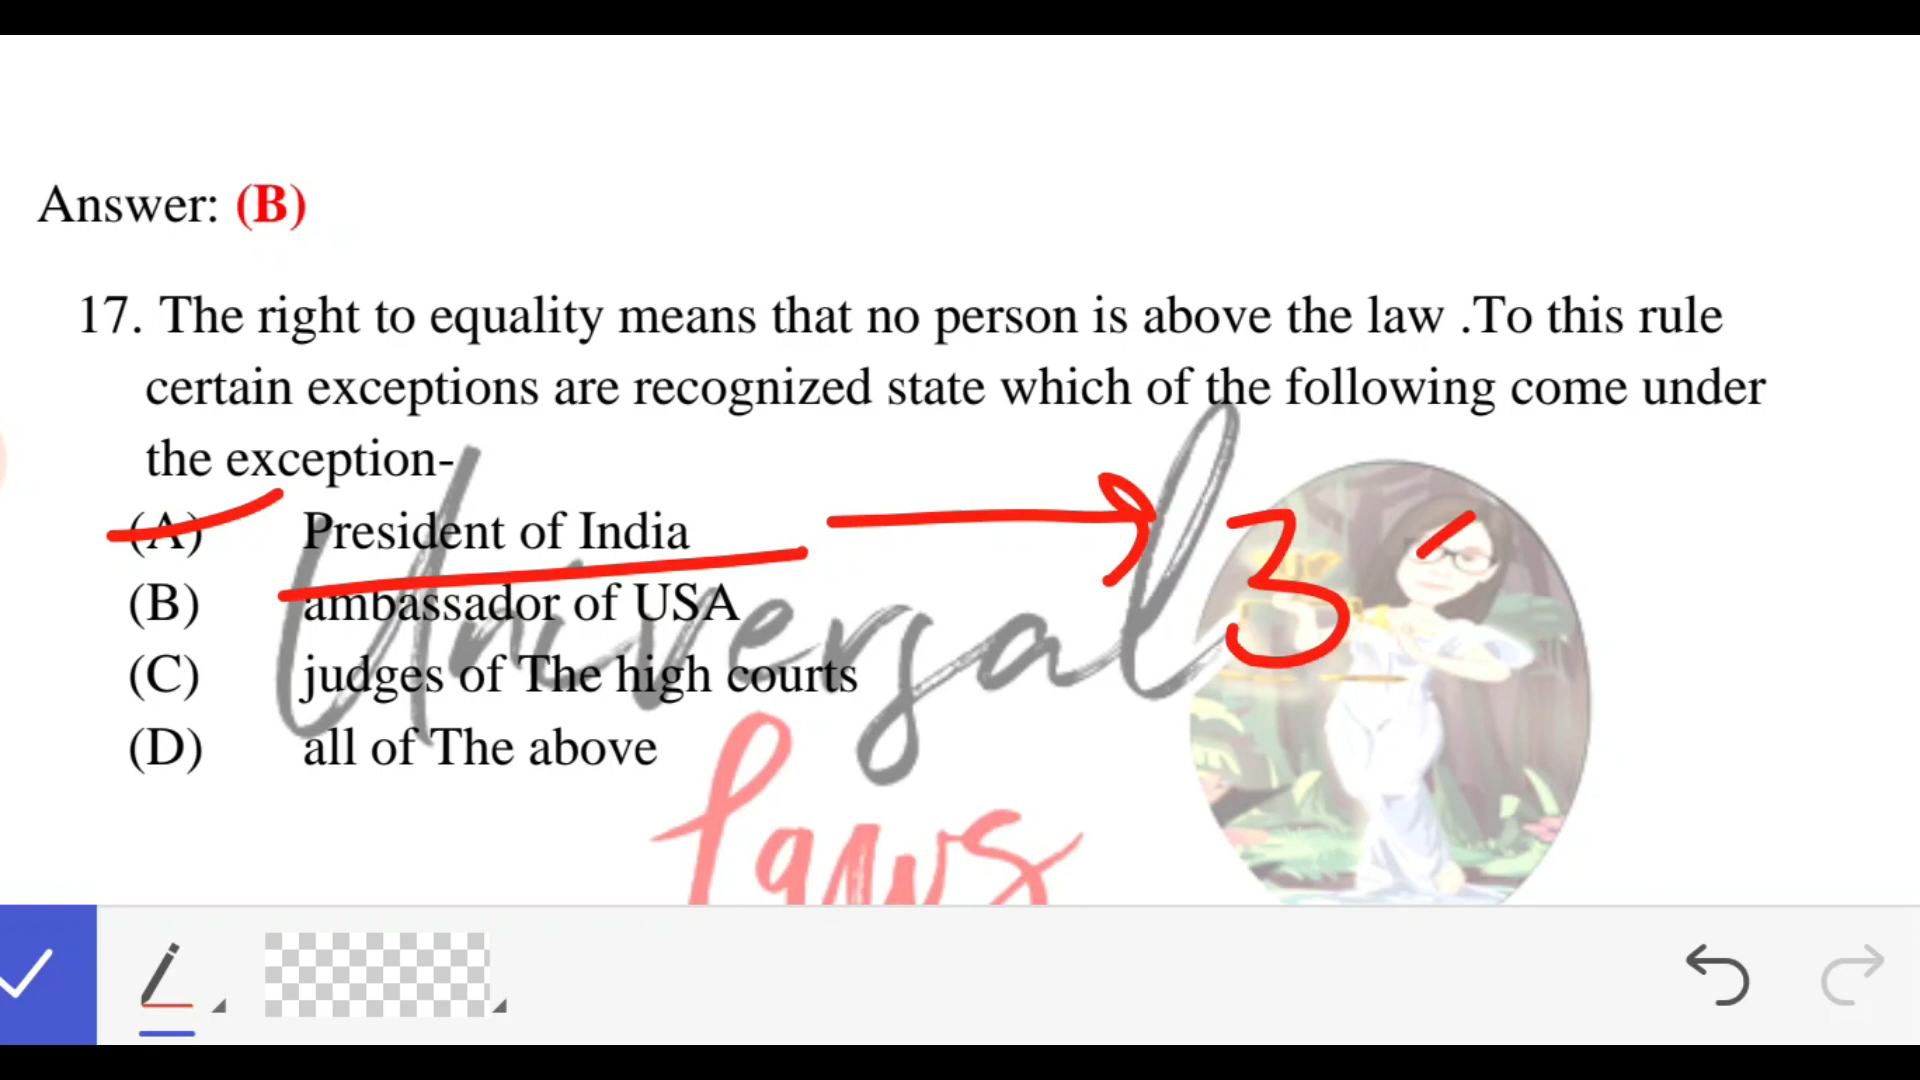 Answer: (B)
17. The right to equality means that no person is above the law .To this rule
certain exceptions are recognized state which of the following come under
the exception-
(A) President of India
(B) ambassador of USA
(C) judges of The high courts
(D) all of The above
Universal
Laws
3